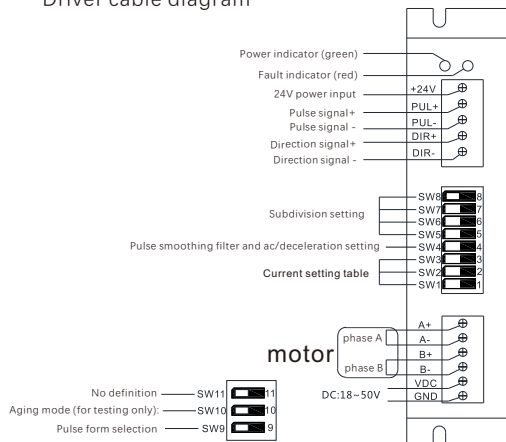 Driver cable diagram
Power indicator (green)
Fault indicator (red)
24V power input +24V
Pulse signal+ PUL+
Pulse signal - PUL-
Direction signal+ DIR+
Direction signal - DIR-
SW8 8
SW7 7
Subdivision setting
SW6 6
SW5 5
Pulse smoothing filter and ac/deceleration setting SW4 4
SW3 3
Current setting table SW2 2
SW1 1
A+
phase A A-
motor B+
phase B B-
VDC
DC:18~50V GND
No definition SW11 11
Aging mode (for testing only): SW10 10
Pulse form selection SW9 9